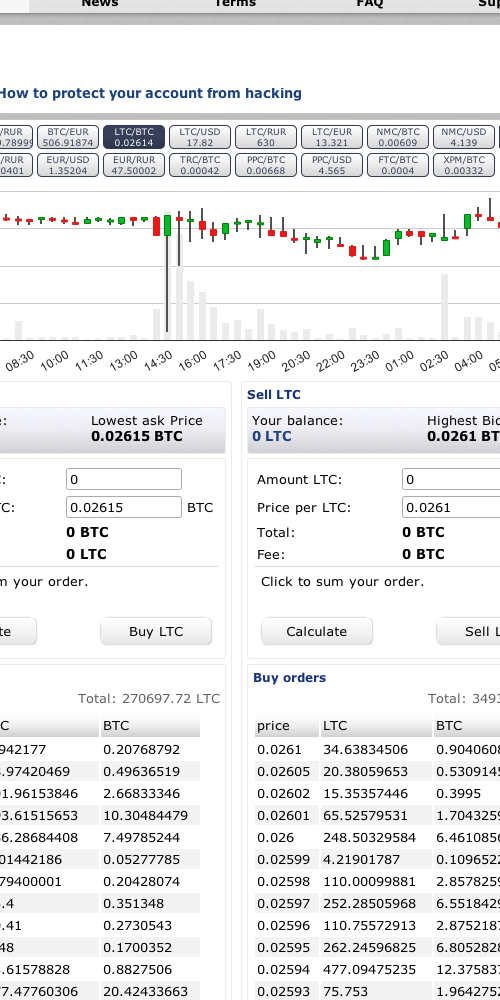 News Terms FAQ
How to protect your account from hacking
/RUR BTC/EUR LTC/BTC LTC/USD LTC/RUR LTC/EUR NMC/BTC NMC/USD
506.91874 0.02614 17.82 630 13.321 0.00609 4.139
/RUR EUR/USD EUR/RUR TRC/BTC PPC/BTC PPC/USD FTC/BTC XPM/BTC
0401 1.35204 47.50002 0.00042 0.00668 4.565 0.0004 0.00332
08:30 10:00 11:30 13:00 14:30 16:00 17:30 19:00 20:30 22:00 23:30 01:00 02:30 04:00
Sell LTC
Lowest ask Price Your balance: Highest
0.02615 BTC 0 LTC 0.0261
0 Amount LTC: 0
0.02615 BTC Price per LTC: 0.0261
0 BTC Total: 0 BTC
0 LTC Fee: 0 BTC
your order. Click to sum your order.
Buy LTC Calculate Sell
Buy orders
Total: 270697.72 LTC Total:
BTC price LTC BTC
942177 0.20768792 0.0261 34.63834506 0.904060
.97420469 0.49636519 0.02605 20.38059653 0.530914
1.96153846 2.66833346 0.02602 15.35357446 0.3995
3.61515653 10.30484479 0.02601 65.52579531 1.704325
6.28684408 7.49785244 0.026 248.50329584 6.461085
01442186 0.05277785 0.02599 4.21901787 0.109652
79400001 0.20428074 0.02598 110.00099881 2.857825
.4 0.351348 0.02597 252.28505968 6.551842
.41 0.2730543 0.02596 110.75572913 2.875218
48 0.1700352 0.02595 262.24596825 6.805282
.61578828 0.8827506 0.02594 477.09475235 12.37583
7.47760306 20.42433663 0.02593 75.753 1.964275